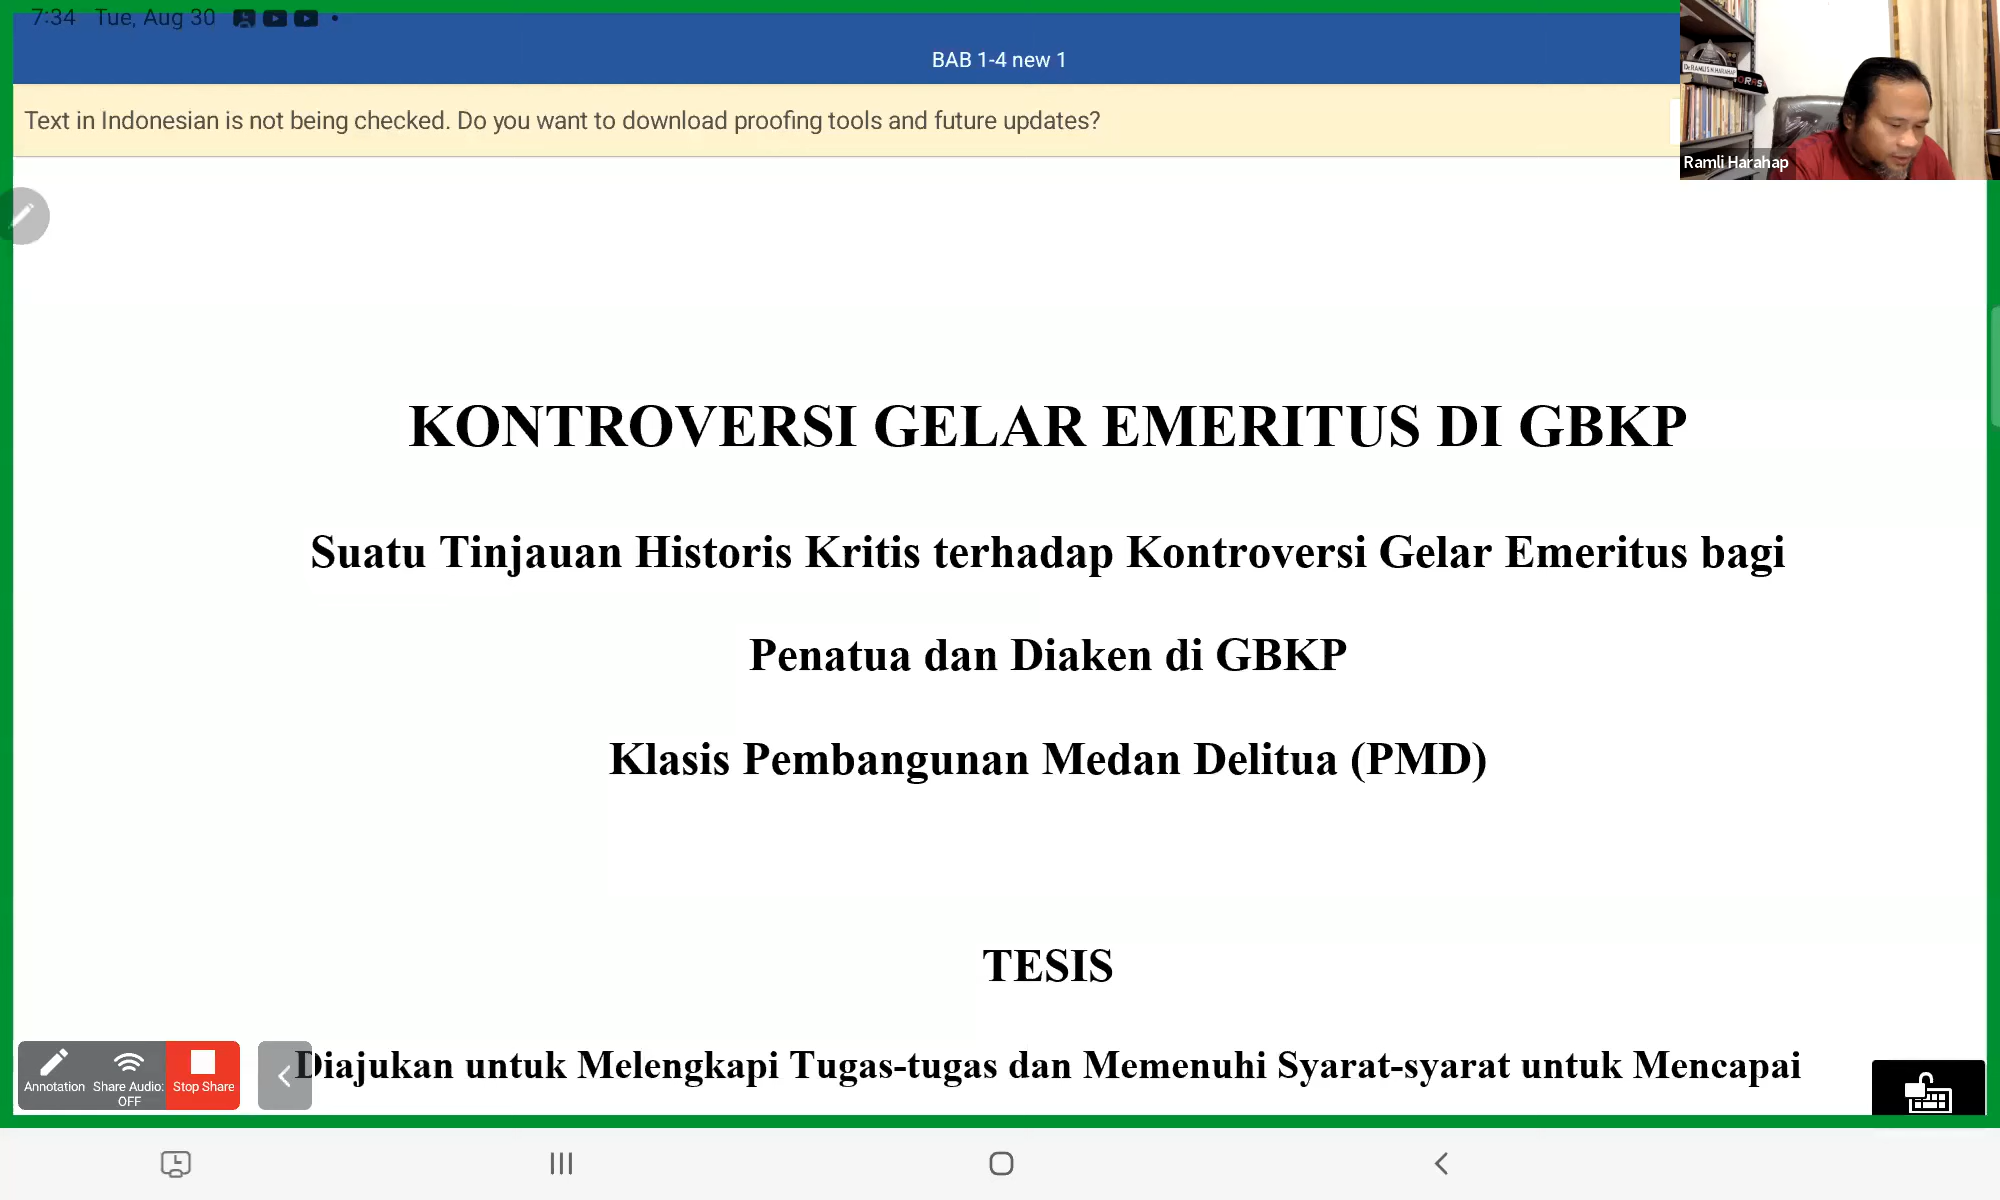 7:34 Tue, Aug 30
BAB 1-4 new 1
Text in Indonesian is not being checked. Do you want to download proofing tools and future updates?
Dr RAMLI S N HARAHAP
Ramli Harahap
KONTROVERSI GELAR EMERITUS DI GBKP
Suatu Tinjauan Historis Kritis terhadap Kontroversi Gelar Emeritus bagi
Penatua dan Diaken di GBKP
Klasis Pembangunan Medan Delitua (PMD)
TESIS
Diajukan untuk Melengkapi Tugas-tugas dan Memenuhi Syarat-syarat untuk Mencapai
Annotation
Share Audio:
OFF
Stop Share